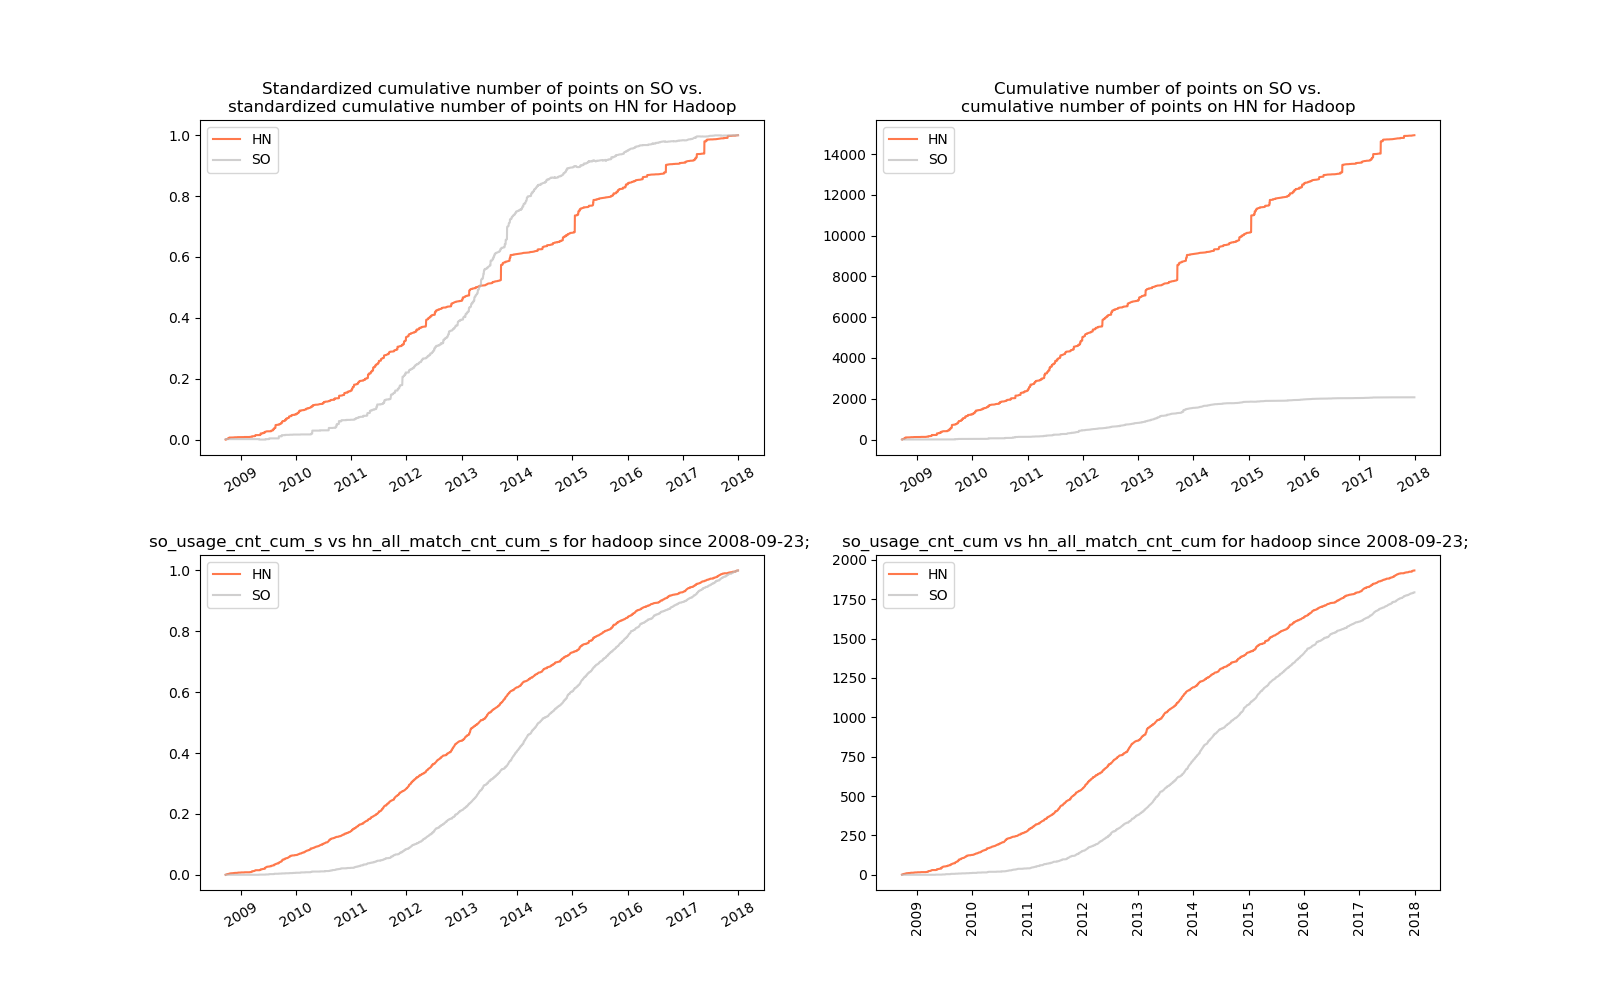 Standardized cumulative number of points on SO vs.
standardized cumulative number of points on HN for Hadoop
HN
SO
1.0
0.8
0.6
0.4
0.2
0.0
2009 2010 2011 2012 2013 2014 2015 2016 2017 2018
Cumulative number of points on SO vs.
cumulative number of points on HN for Hadoop
HN
SO
14000
12000
10000
8000
6000
4000
2000
0
2009 2010 2011 2012 2013 2014 2015 2016 2017 2018
so_usage_cnt_cum_s vs hn_all_match_cnt_cum_s for hadoop since 2008-09-23;
HN
SO
1.0
0.8
0.6
0.4
0.2
0.0
2009 2010 2011 2012 2013 2014 2015 2016 2017 2018
so_usage_cnt_cum vs hn_all_match_cnt_cum for hadoop since 2008-09-23;
HN
SO
2000
1750
1500
1250
1000
750
500
250
0
2009 2010 2011 2012 2013 2014 2015 2016 2017 2018